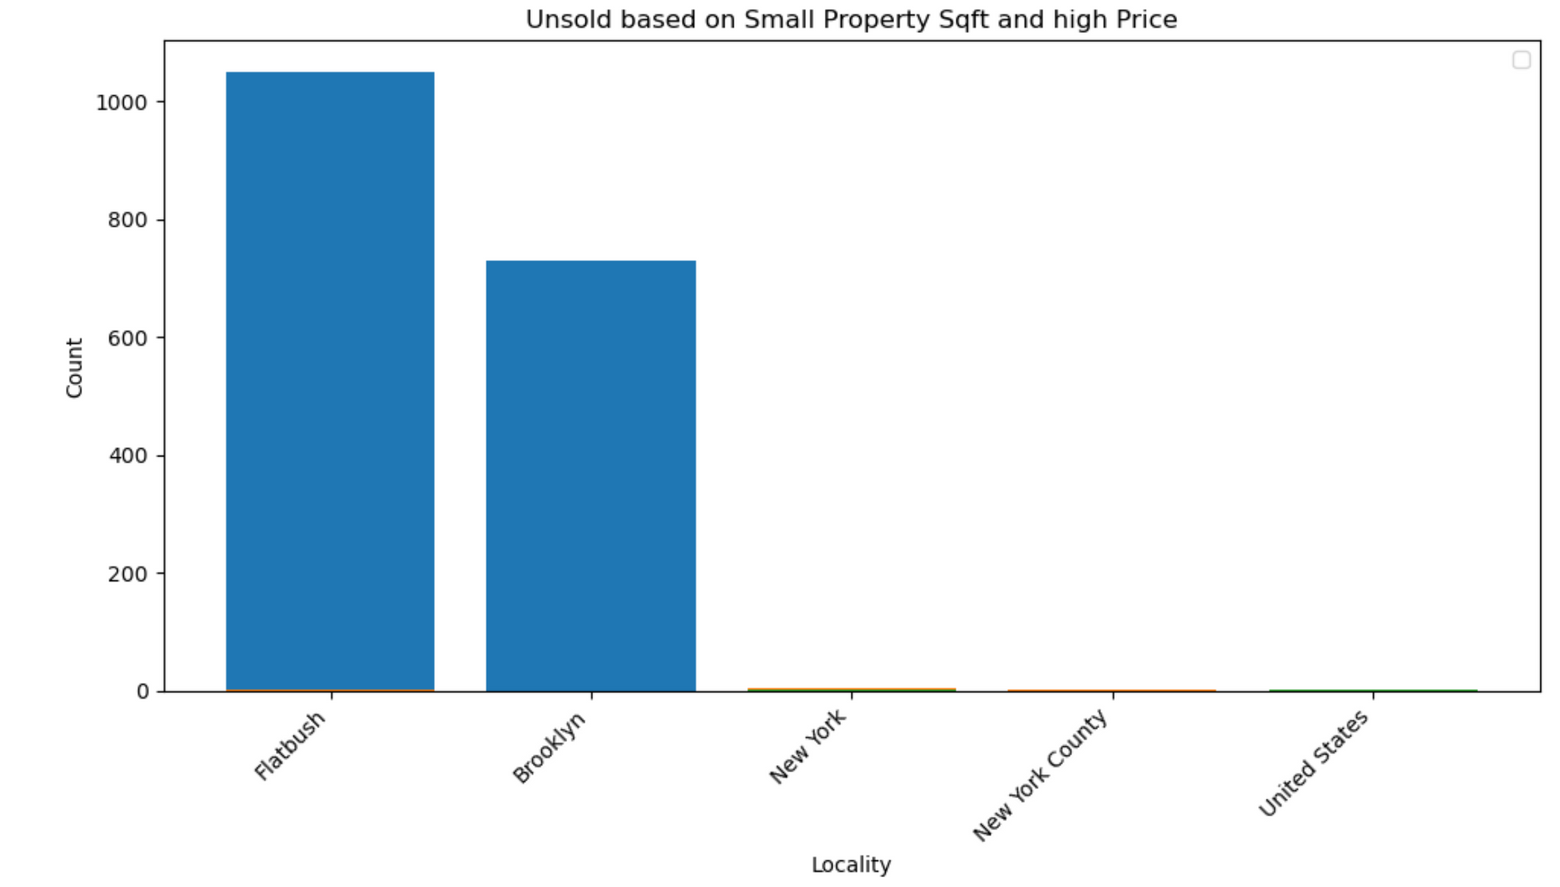 Unsold based on Small Property Sqft and high Price
1000
800
600
400
200
0
Count
Flatbush
Brooklyn
New York
New York County
United States
Locality